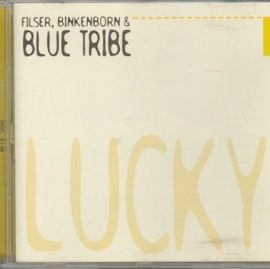 FILSER, BINKENBORN &
BLUE TRIBE
LUCKY